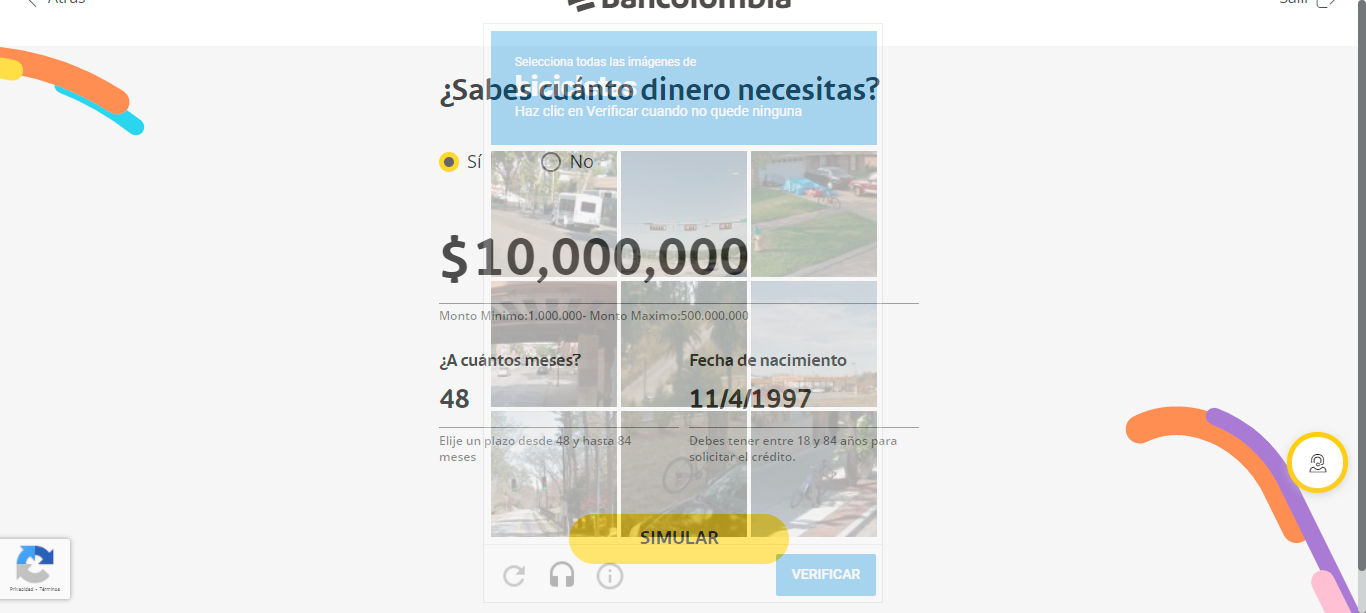 Atrás
Bancolombia
Salir
Selecciona todas las imágenes de
bicicletas
¿Sabes cuánto dinero necesitas?
Haz clic en Verificar cuando no quede ninguna
Sí
No
$10,000,000
Monto Mínimo:1.000.000- Monto Maximo:500.000.000
¿A cuántos meses?
Fecha de nacimiento
48
11/4/1997
Elije un plazo desde 48 y hasta 84
meses
Debes tener entre 18 y 84 años para
solicitar el crédito.
SIMULAR
VERIFICAR
Privacidad - Términos